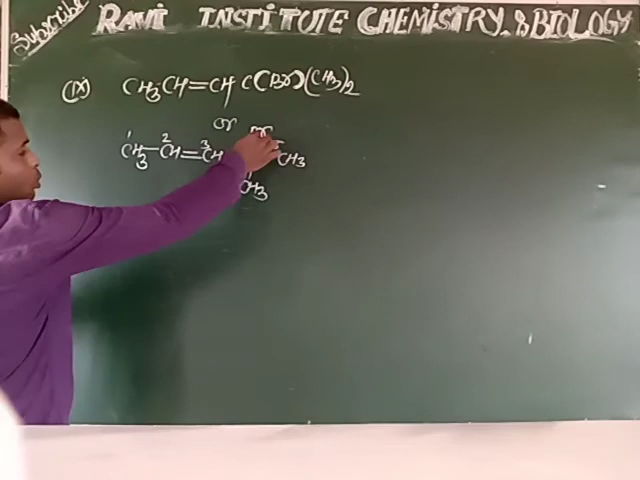 Subscribe
RAVI INSTITUTE CHEMISTRY & BIOLOGY
(ix) CH3CH=CH C(Br)(CH3)2
or
1 2 3
CH3-CH=CH CH3
CH3